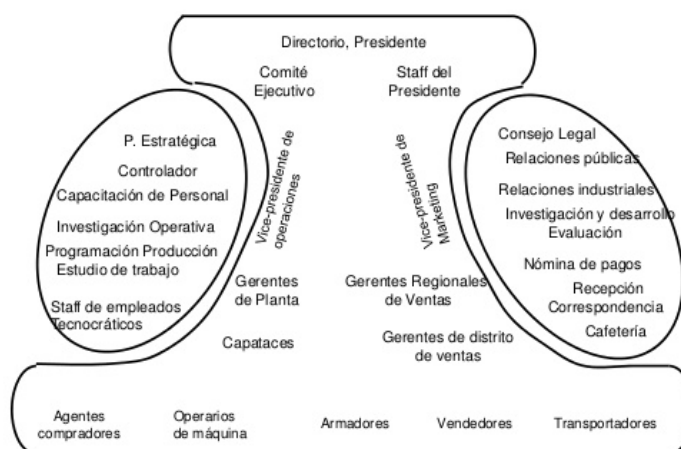 Directorio, Presidente
Comité
Ejecutivo
Staff del
Presidente
P. Estratégica
Controlador
Capacitación de Personal
Investigación Operativa
Programación Producción
Estudio de trabajo
Staff de empleados
Tecnocráticos
Vice-presidente de
operaciones
Gerentes
de Planta
Capataces
Vice-presidente de
Marketing
Gerentes Regionales
de Ventas
Gerentes de distrito
de ventas
Consejo Legal
Relaciones públicas
Relaciones industriales
Investigación y desarrollo
Evaluación
Nómina de pagos
Recepción
Correspondencia
Cafetería
Agentes
compradores
Operarios
de máquina
Armadores
Vendedores
Transportadores